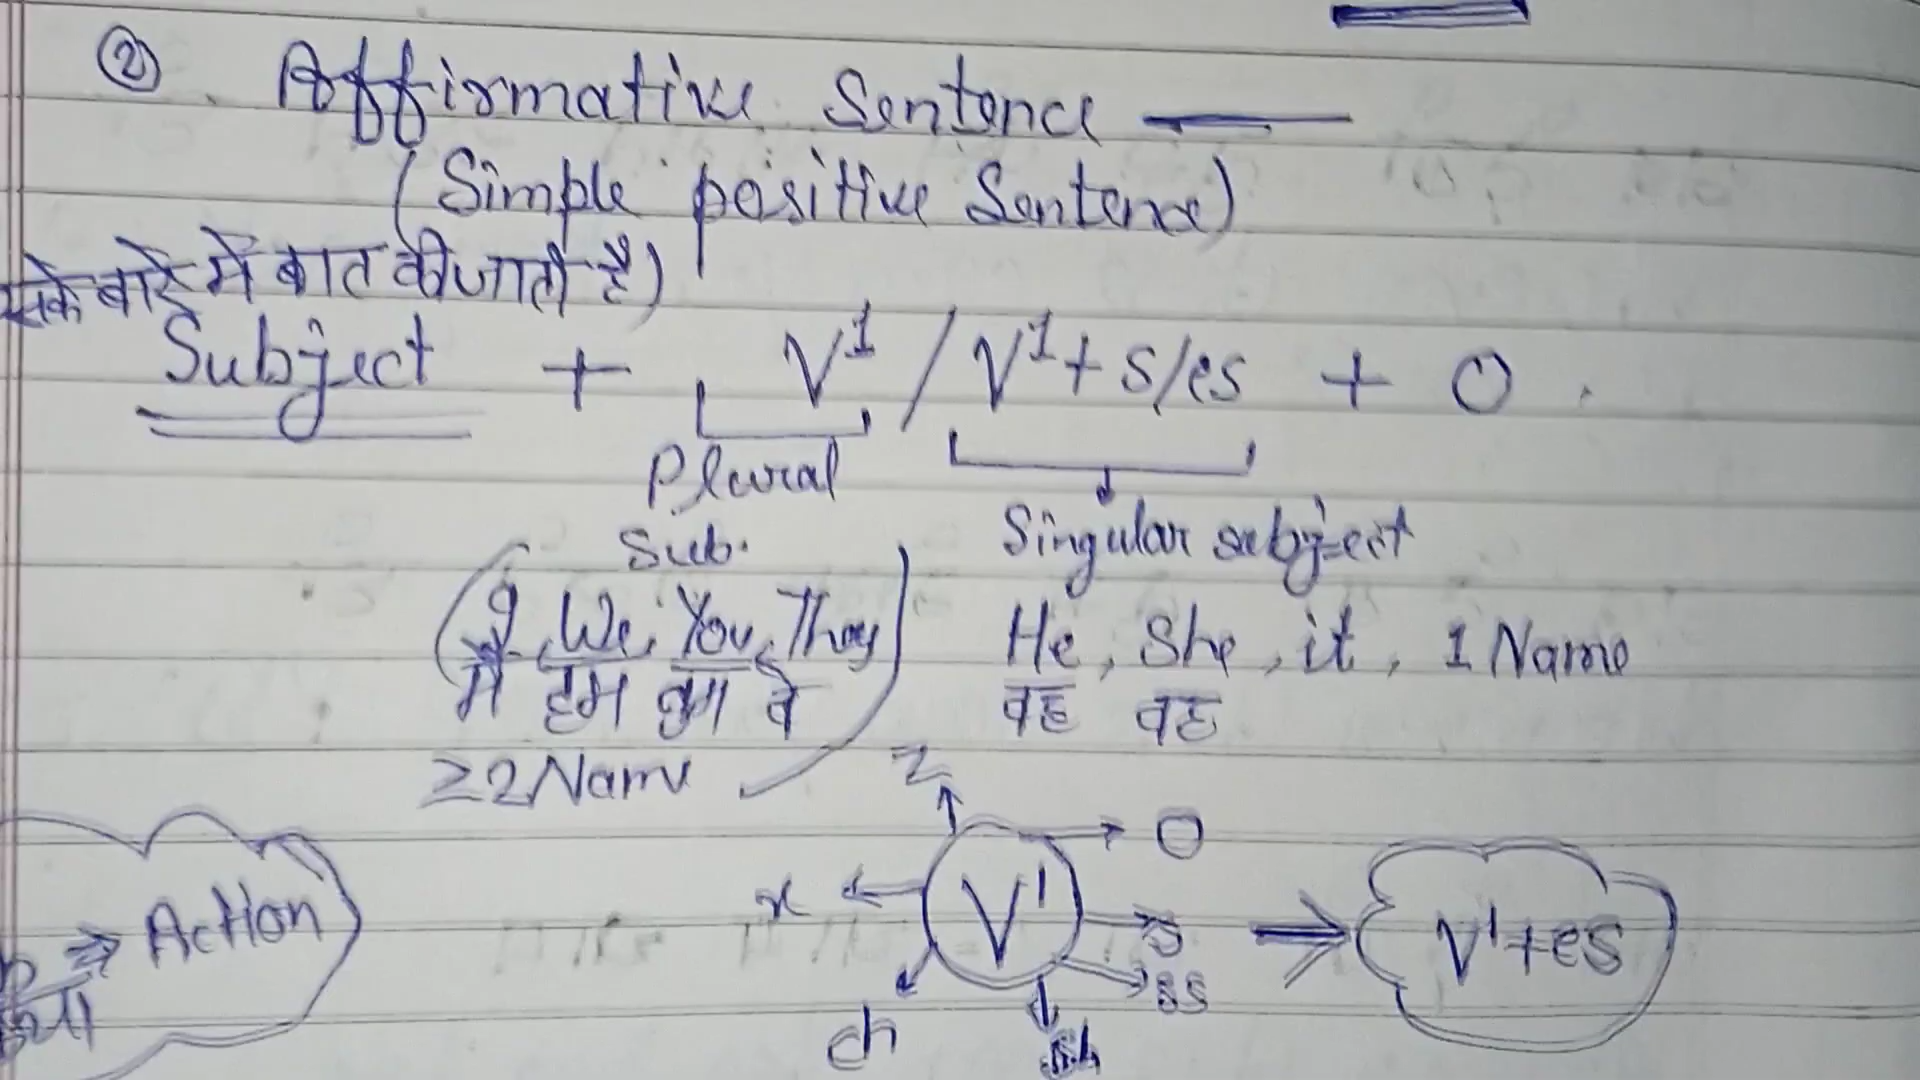 ② Affirmative Sentence
(Simple positive Sentence)
के बारे में बात की जाती है)
Subject + V¹ / V¹ + s/es + O.
Plural Singular subject
Sub.
(I, We, You, They) He, She, it, 1 Name
मैं हम वे वह वह
≥2 Name
z
O
x V¹ s → V¹+es
→ Action
ss
ch sh